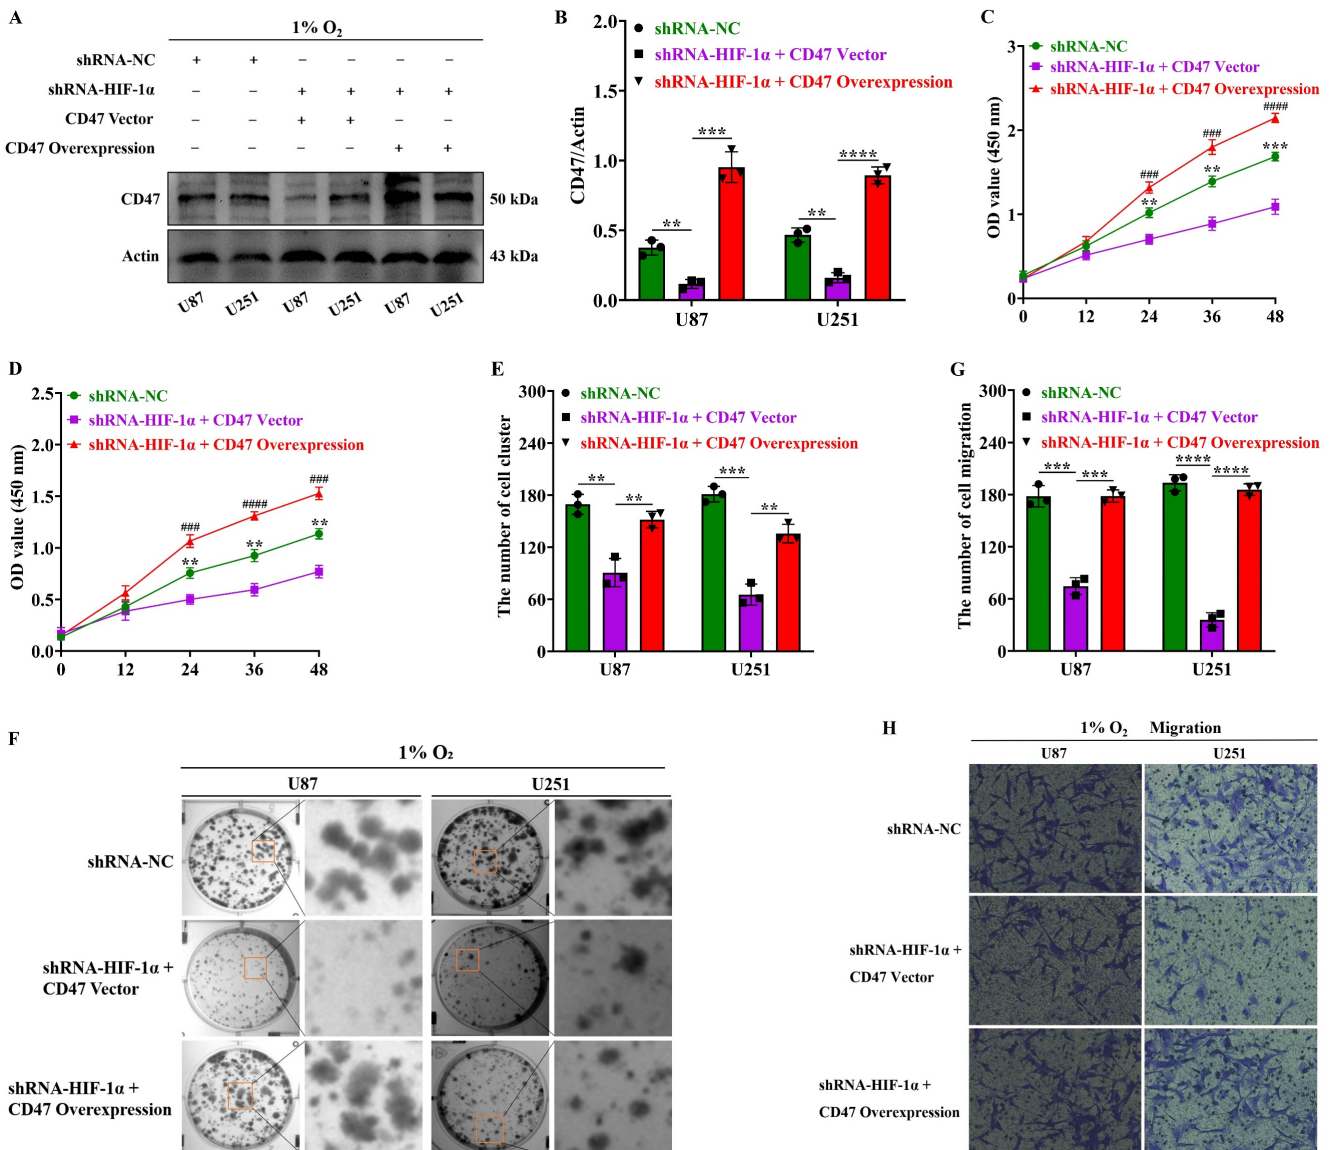 A
1% O₂
shRNA-NC + + – – – –
shRNA-HIF-1α – – + + + +
CD47 Vector – – + + – –
CD47 Overexpression – – – – + +
CD47 50 kDa
Actin 43 kDa
U87 U251 U87 U251 U87 U251
B
shRNA-NC
shRNA-HIF-1α + CD47 Vector
shRNA-HIF-1α + CD47 Overexpression
CD47/Actin
2.0
1.5
1.0
0.5
0.0
** *** ** ****
U87 U251
C
shRNA-NC
shRNA-HIF-1α + CD47 Vector
shRNA-HIF-1α + CD47 Overexpression
OD value (450 nm)
3
2
1
0
### ### ####
** ** ***
0 12 24 36 48
D
shRNA-NC
shRNA-HIF-1α + CD47 Vector
shRNA-HIF-1α + CD47 Overexpression
OD value (450 nm)
2.5
2.0
1.5
1.0
0.5
0.0
### #### ###
** ** **
0 12 24 36 48
E
shRNA-NC
shRNA-HIF-1α + CD47 Vector
shRNA-HIF-1α + CD47 Overexpression
The number of cell cluster
300
240
180
120
60
0
** ** *** **
U87 U251
G
shRNA-NC
shRNA-HIF-1α + CD47 Vector
shRNA-HIF-1α + CD47 Overexpression
The number of cell migration
300
240
180
120
60
0
*** *** **** ****
U87 U251
F
1% O₂
U87 U251
shRNA-NC
shRNA-HIF-1α +
CD47 Vector
shRNA-HIF-1α +
CD47 Overexpression
H
1% O₂ Migration
U87 U251
shRNA-NC
shRNA-HIF-1α +
CD47 Vector
shRNA-HIF-1α +
CD47 Overexpression